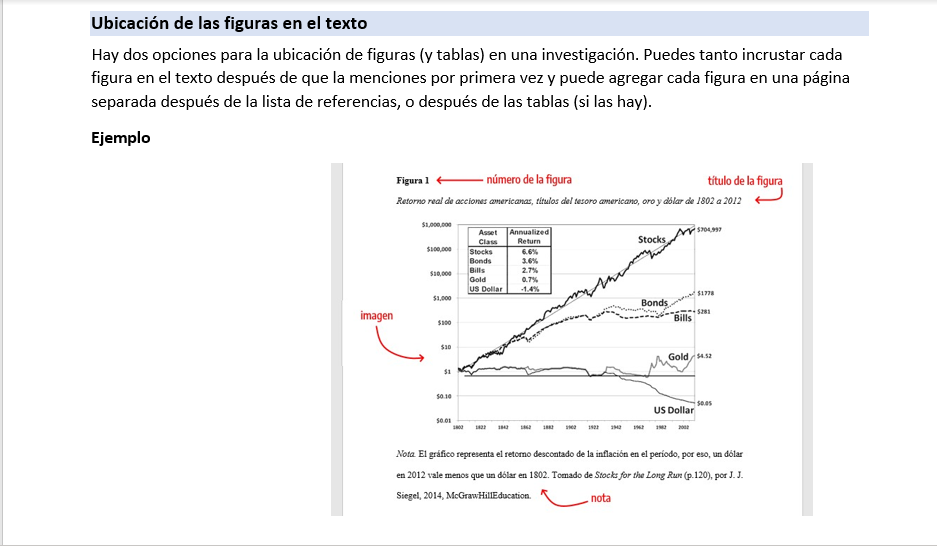 Ubicación de las figuras en el texto
Hay dos opciones para la ubicación de figuras (y tablas) en una investigación. Puedes tanto incrustar cada
figura en el texto después de que la menciones por primera vez y puede agregar cada figura en una página
separada después de la lista de referencias, o después de las tablas (si las hay).
Ejemplo
Figura 1
número de la figura
título de la figura
Retorno real de acciones americanas, títulos del tesoro americano, oro y dólar de 1802 a 2012
imagen
$1,000,000
$100,000
$10,000
$1,000
$100
$10
$1
$0.10
$0.01
Asset Class Annualized Return
Stocks 6.6%
Bonds 3.6%
Bills 2.7%
Gold 0.7%
US Dollar -1.4%
Stocks
$704,997
Bonds
$1778
$281
Bills
Gold
$4.52
$0.05
US Dollar
1802 1822 1842 1862 1882 1902 1922 1942 1962 1982 2002
Nota. El gráfico representa el retorno descontado de la inflación en el período, por eso, un dólar
en 2012 vale menos que un dólar en 1802. Tomado de Stocks for the Long Run (p.120), por J. J.
Siegel, 2014, McGrawHillEducation.
nota